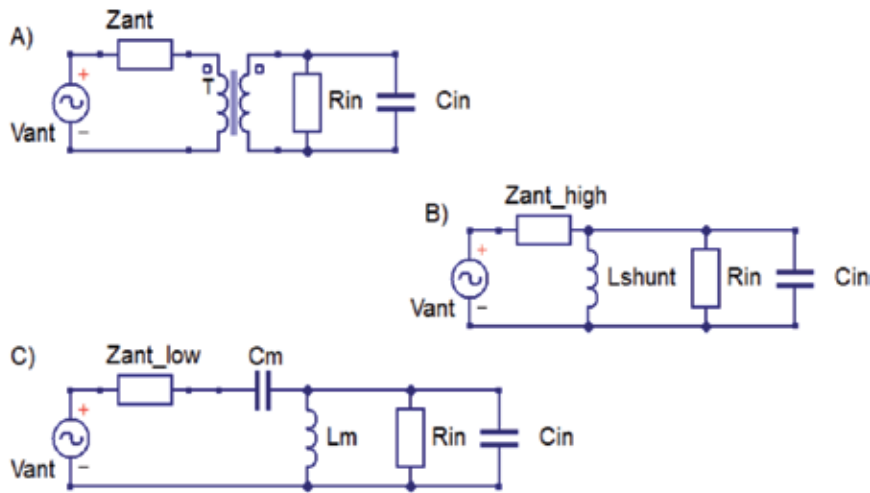 A)
Zant
+
T
Rin
Cin
Vant
−
B)
Zant_high
+
Lshunt
Rin
Cin
Vant
−
C)
Zant_low
Cm
+
Lm
Rin
Cin
Vant
−